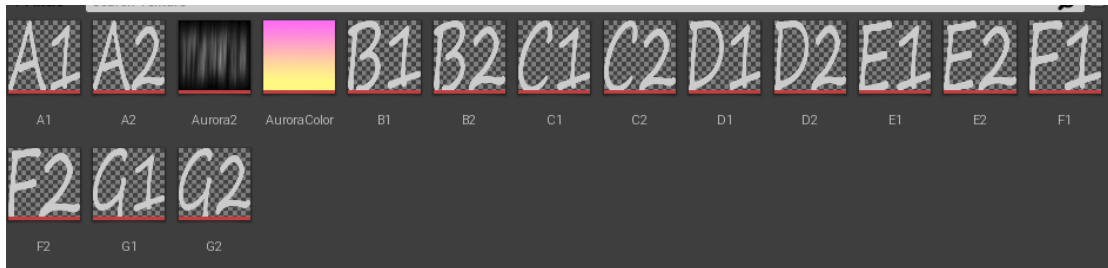 A1 A2 B1 B2 C1 C2 D1 D2 E1 E2 F1
A1 A2 Aurora2 AuroraColor B1 B2 C1 C2 D1 D2 E1 E2 F1
F2 G1 G2
F2 G1 G2